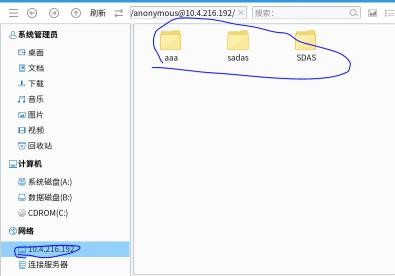 刷新 /anonymous@10.4.216.192/ 搜索:
系统管理员
桌面
文档
下载
音乐
图片
视频
回收站
计算机
系统磁盘(A:)
数据磁盘(B:)
CDROM(C:)
网络
10.4.216.192
连接服务器
aaa sadas SDAS